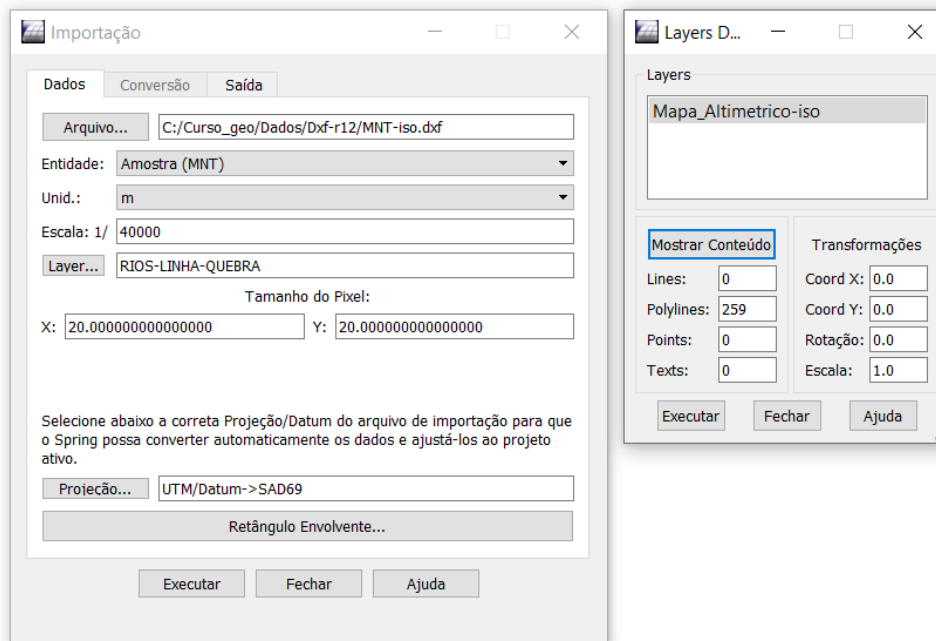 Importação
Dados Conversão Saída
Arquivo... C:/Curso_geo/Dados/Dxf-r12/MNT-iso.dxf
Entidade: Amostra (MNT)
Unid.: m
Escala: 1/ 40000
Layer... RIOS-LINHA-QUEBRA
Tamanho do Pixel:
X: 20.000000000000000 Y: 20.000000000000000
Selecione abaixo a correta Projeção/Datum do arquivo de importação para que
o Spring possa converter automaticamente os dados e ajustá-los ao projeto
ativo.
Projeção... UTM/Datum->SAD69
Retângulo Envolvente...
Executar Fechar Ajuda
Layers D...
Layers
Mapa_Altimetrico-iso
Mostrar Conteúdo Transformações
Lines: 0 Coord X: 0.0
Polylines: 259 Coord Y: 0.0
Points: 0 Rotação: 0.0
Texts: 0 Escala: 1.0
Executar Fechar Ajuda